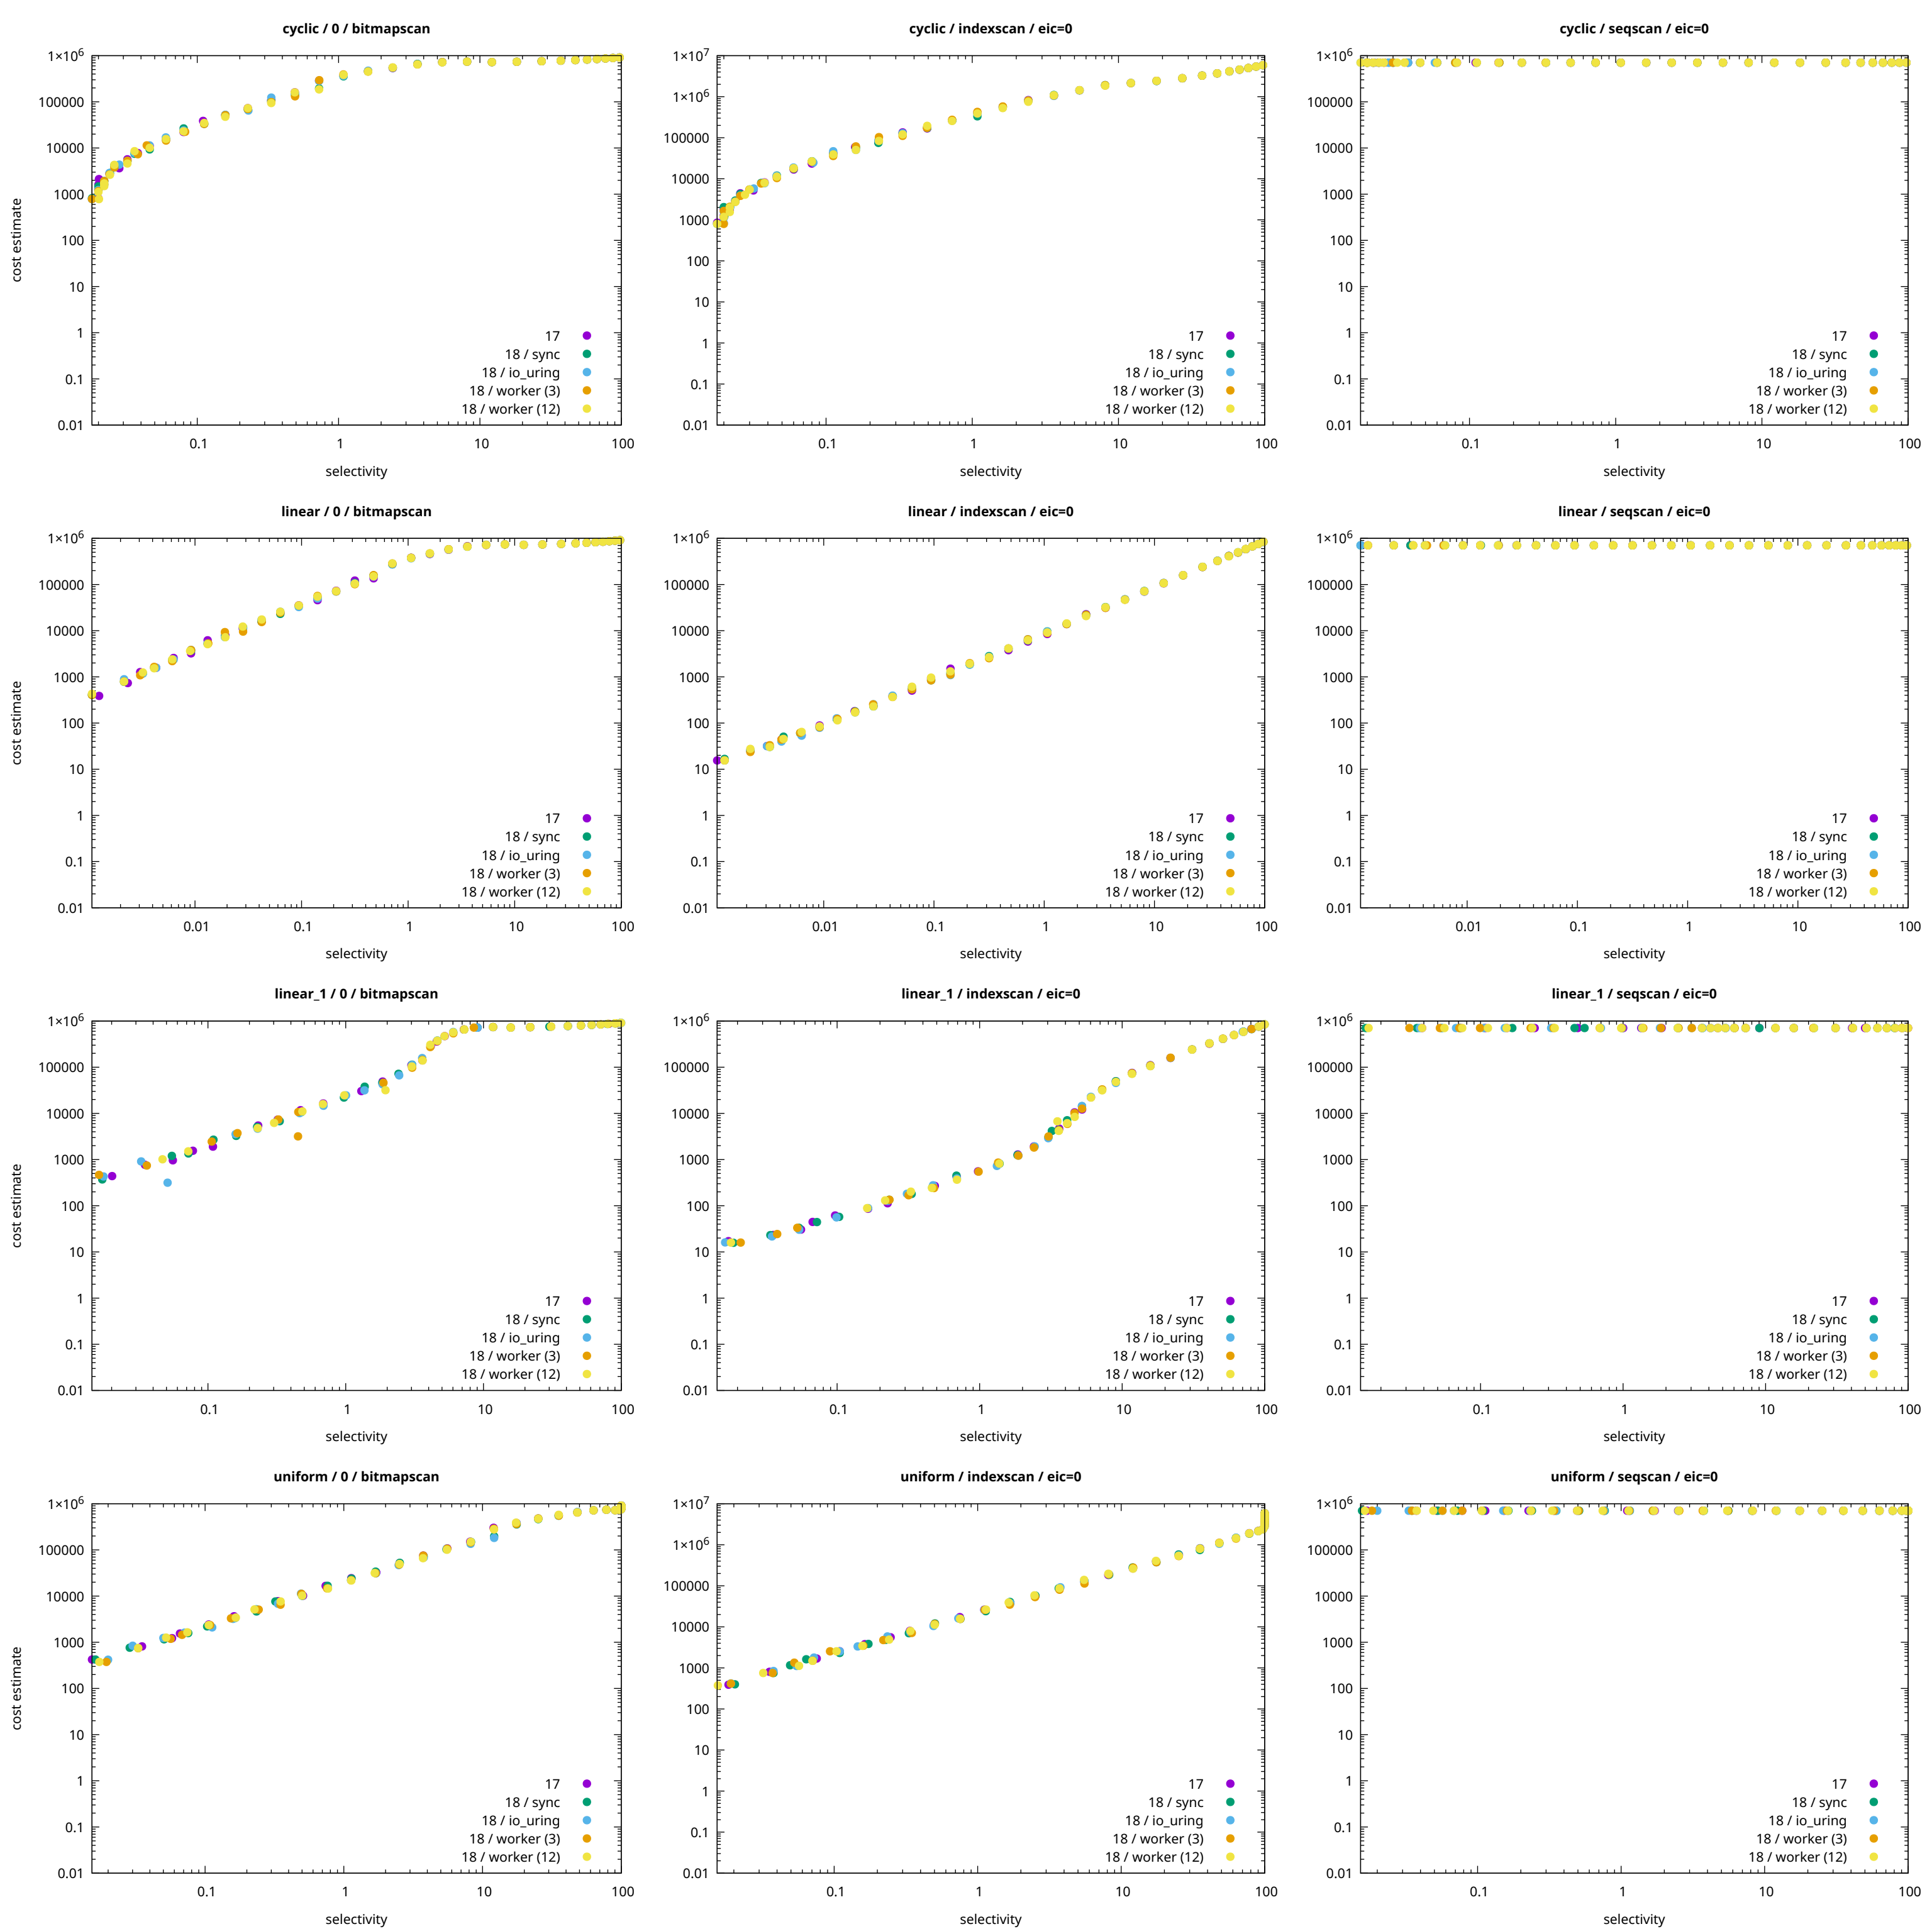 cyclic / 0 / bitmapscan
cost estimate
1×10⁶
100000
10000
1000
100
10
1
0.1
0.01
17
18 / sync
18 / io_uring
18 / worker (3)
18 / worker (12)
0.1 1 10 100
selectivity
cyclic / indexscan / eic=0
1×10⁷
1×10⁶
100000
10000
1000
100
10
1
0.1
0.01
17
18 / sync
18 / io_uring
18 / worker (3)
18 / worker (12)
0.1 1 10 100
selectivity
cyclic / seqscan / eic=0
1×10⁶
100000
10000
1000
100
10
1
0.1
0.01
17
18 / sync
18 / io_uring
18 / worker (3)
18 / worker (12)
0.1 1 10 100
selectivity
linear / 0 / bitmapscan
cost estimate
1×10⁶
100000
10000
1000
100
10
1
0.1
0.01
17
18 / sync
18 / io_uring
18 / worker (3)
18 / worker (12)
0.01 0.1 1 10 100
selectivity
linear / indexscan / eic=0
1×10⁶
100000
10000
1000
100
10
1
0.1
0.01
17
18 / sync
18 / io_uring
18 / worker (3)
18 / worker (12)
0.01 0.1 1 10 100
selectivity
linear / seqscan / eic=0
1×10⁶
100000
10000
1000
100
10
1
0.1
0.01
17
18 / sync
18 / io_uring
18 / worker (3)
18 / worker (12)
0.01 0.1 1 10 100
selectivity
linear_1 / 0 / bitmapscan
cost estimate
1×10⁶
100000
10000
1000
100
10
1
0.1
0.01
17
18 / sync
18 / io_uring
18 / worker (3)
18 / worker (12)
0.1 1 10 100
selectivity
linear_1 / indexscan / eic=0
1×10⁶
100000
10000
1000
100
10
1
0.1
0.01
17
18 / sync
18 / io_uring
18 / worker (3)
18 / worker (12)
0.1 1 10 100
selectivity
linear_1 / seqscan / eic=0
1×10⁶
100000
10000
1000
100
10
1
0.1
0.01
17
18 / sync
18 / io_uring
18 / worker (3)
18 / worker (12)
0.1 1 10 100
selectivity
uniform / 0 / bitmapscan
cost estimate
1×10⁶
100000
10000
1000
100
10
1
0.1
0.01
17
18 / sync
18 / io_uring
18 / worker (3)
18 / worker (12)
0.1 1 10 100
selectivity
uniform / indexscan / eic=0
1×10⁷
1×10⁶
100000
10000
1000
100
10
1
0.1
0.01
17
18 / sync
18 / io_uring
18 / worker (3)
18 / worker (12)
0.1 1 10 100
selectivity
uniform / seqscan / eic=0
1×10⁶
100000
10000
1000
100
10
1
0.1
0.01
17
18 / sync
18 / io_uring
18 / worker (3)
18 / worker (12)
0.1 1 10 100
selectivity